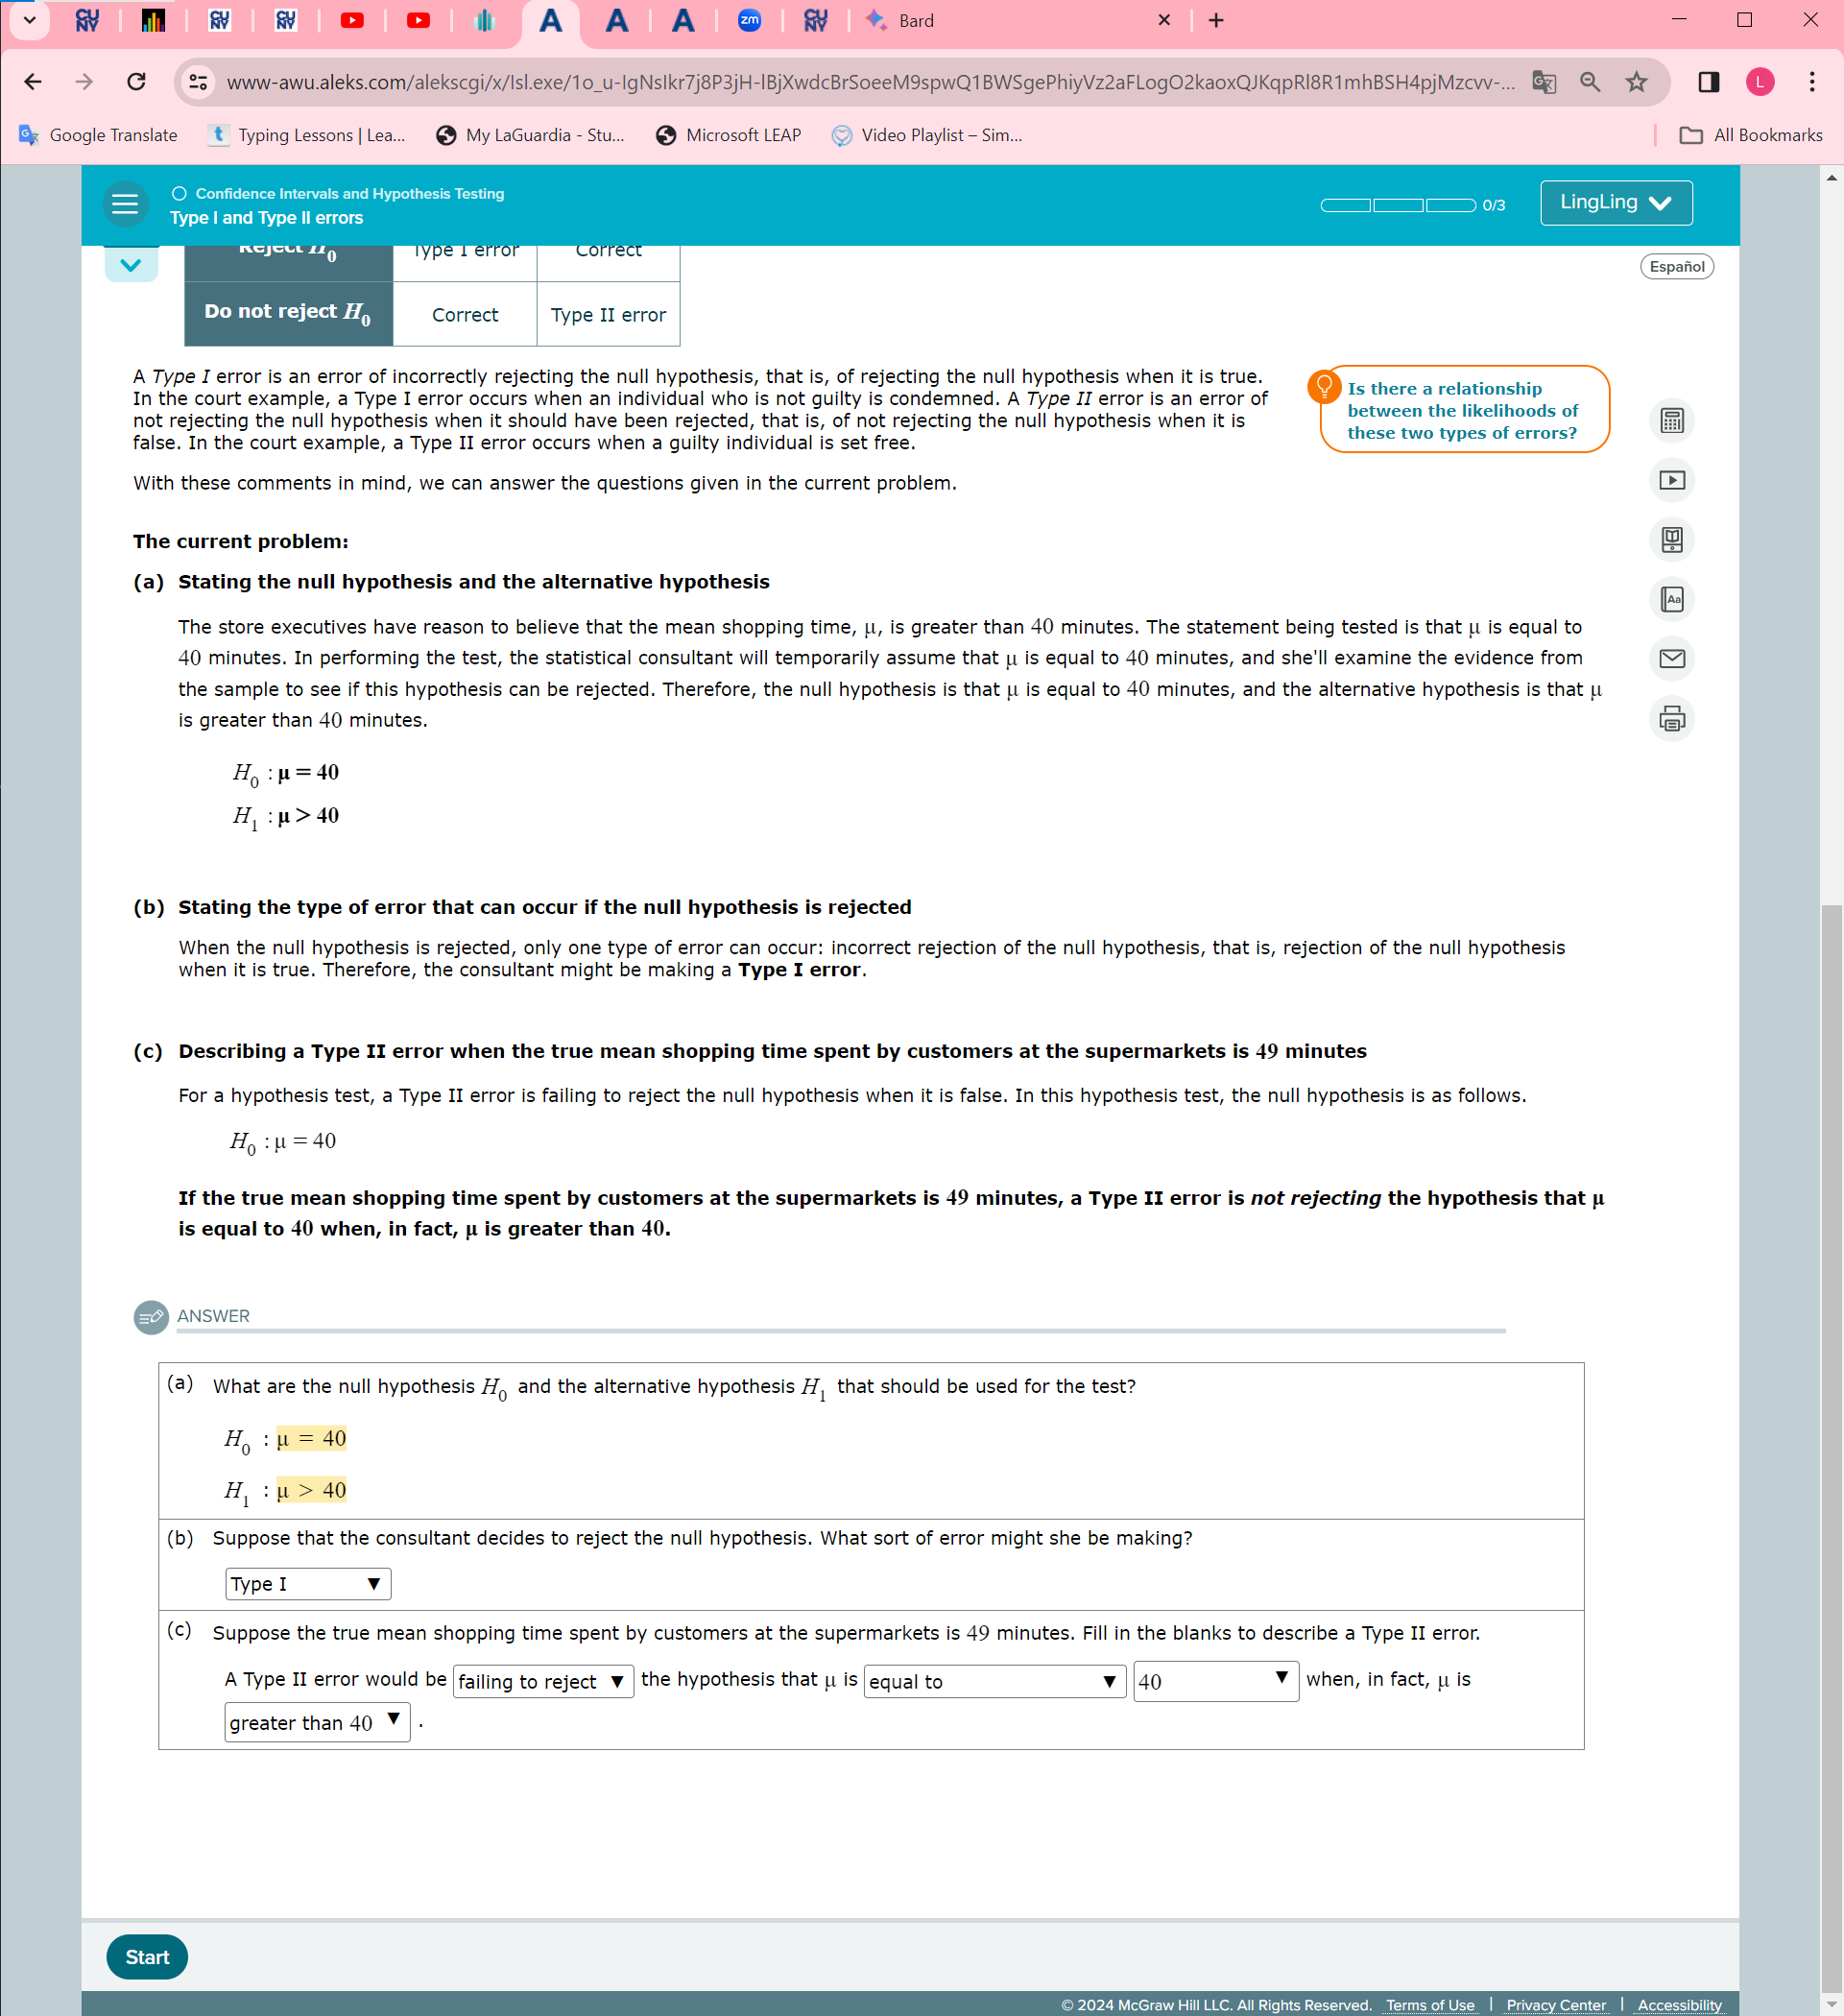 CU NY CU NY CU NY A A A zm CU NY Bard
www-awu.aleks.com/alekscgi/x/Isl.exe/1o_u-IgNsIkr7j8P3jH-lBjXwdcBrSoeeM9spwQ1BWSgePhiyVz2aFLogO2kaoxQJKqpRl8R1mhBSH4pjMzcvv-... L
Google Translate t Typing Lessons | Lea... My LaGuardia - Stu... Microsoft LEAP Video Playlist – Sim... All Bookmarks
Confidence Intervals and Hypothesis Testing
Type I and Type II errors
0/3 LingLing
Español
Reject H0 Type I error Correct
Do not reject H0 Correct Type II error
A Type I error is an error of incorrectly rejecting the null hypothesis, that is, of rejecting the null hypothesis when it is true.
In the court example, a Type I error occurs when an individual who is not guilty is condemned. A Type II error is an error of
not rejecting the null hypothesis when it should have been rejected, that is, of not rejecting the null hypothesis when it is
false. In the court example, a Type II error occurs when a guilty individual is set free.
Is there a relationship
between the likelihoods of
these two types of errors?
With these comments in mind, we can answer the questions given in the current problem.
Aa
The current problem:
(a) Stating the null hypothesis and the alternative hypothesis
The store executives have reason to believe that the mean shopping time, μ, is greater than 40 minutes. The statement being tested is that μ is equal to
40 minutes. In performing the test, the statistical consultant will temporarily assume that μ is equal to 40 minutes, and she'll examine the evidence from
the sample to see if this hypothesis can be rejected. Therefore, the null hypothesis is that μ is equal to 40 minutes, and the alternative hypothesis is that μ
is greater than 40 minutes.
H0 : μ = 40
H1 : μ > 40
(b) Stating the type of error that can occur if the null hypothesis is rejected
When the null hypothesis is rejected, only one type of error can occur: incorrect rejection of the null hypothesis, that is, rejection of the null hypothesis
when it is true. Therefore, the consultant might be making a Type I error.
(c) Describing a Type II error when the true mean shopping time spent by customers at the supermarkets is 49 minutes
For a hypothesis test, a Type II error is failing to reject the null hypothesis when it is false. In this hypothesis test, the null hypothesis is as follows.
H0 : μ = 40
If the true mean shopping time spent by customers at the supermarkets is 49 minutes, a Type II error is not rejecting the hypothesis that μ
is equal to 40 when, in fact, μ is greater than 40.
ANSWER
(a) What are the null hypothesis H0 and the alternative hypothesis H1 that should be used for the test?
H0 : μ = 40
H1 : μ > 40
(b) Suppose that the consultant decides to reject the null hypothesis. What sort of error might she be making?
Type I
(c) Suppose the true mean shopping time spent by customers at the supermarkets is 49 minutes. Fill in the blanks to describe a Type II error.
A Type II error would be failing to reject the hypothesis that μ is equal to 40 when, in fact, μ is
greater than 40 .
Start
© 2024 McGraw Hill LLC. All Rights Reserved. Terms of Use | Privacy Center | Accessibility